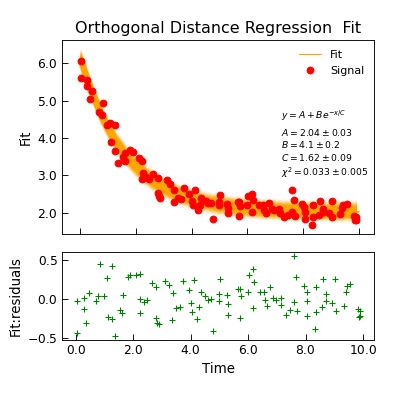 Orthogonal Distance Regression  Fit
Fit
6.0
5.0
4.0
3.0
2.0
Fit
Signal
y = A + Be^{-x/C}
A = 2.04 ± 0.03
B = 4.1 ± 0.2
C = 1.62 ± 0.09
χ² = 0.033 ± 0.005
Fit:residuals
0.5
0.0
−0.5
0.0 2.0 4.0 6.0 8.0 10.0
Time